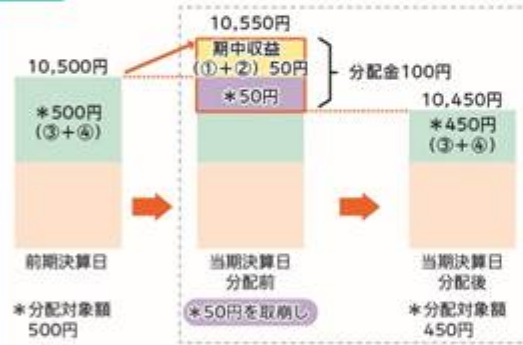 10,550円
期中収益
(①+②) 50円
＊50円
分配金100円
10,500円
＊500円
(③+④)
10,450円
＊450円
(③+④)
前期決算日
当期決算日
分配前
当期決算日
分配後
＊分配対象額
500円
＊50円を取崩し
＊分配対象額
450円